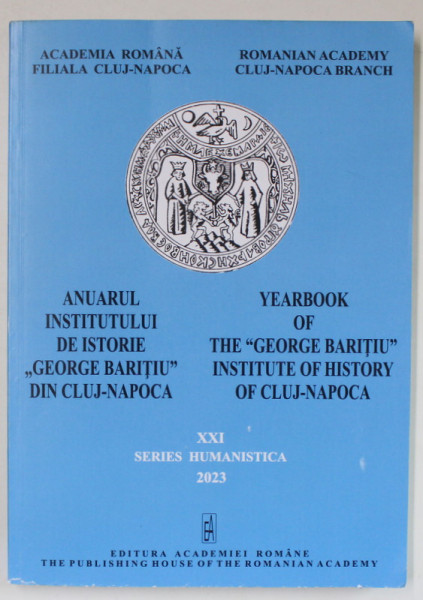 ACADEMIA ROMÂNĂ
FILIALA CLUJ-NAPOCA
ROMANIAN ACADEMY
CLUJ-NAPOCA BRANCH
ANUARUL
INSTITUTULUI
DE ISTORIE
„GEORGE BARIȚIU”
DIN CLUJ-NAPOCA
YEARBOOK
OF
THE “GEORGE BARIȚIU”
INSTITUTE OF HISTORY
OF CLUJ-NAPOCA
XXI
SERIES HUMANISTICA
2023
EDITURA ACADEMIEI ROMÂNE
THE PUBLISHING HOUSE OF THE ROMANIAN ACADEMY